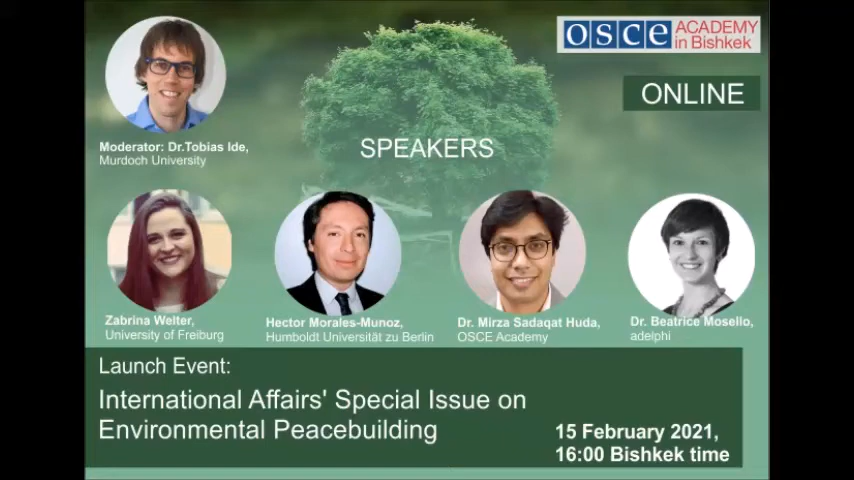 OSCE ACADEMY
in Bishkek
ONLINE
Moderator: Dr.Tobias Ide,
Murdoch University
SPEAKERS
Zabrina Welter,
University of Freiburg
Hector Morales-Munoz,
Humboldt Universität zu Berlin
Dr. Mirza Sadaqat Huda,
OSCE Academy
Dr. Beatrice Mosello,
adelphi
Launch Event:
International Affairs' Special Issue on
Environmental Peacebuilding
15 February 2021,
16:00 Bishkek time